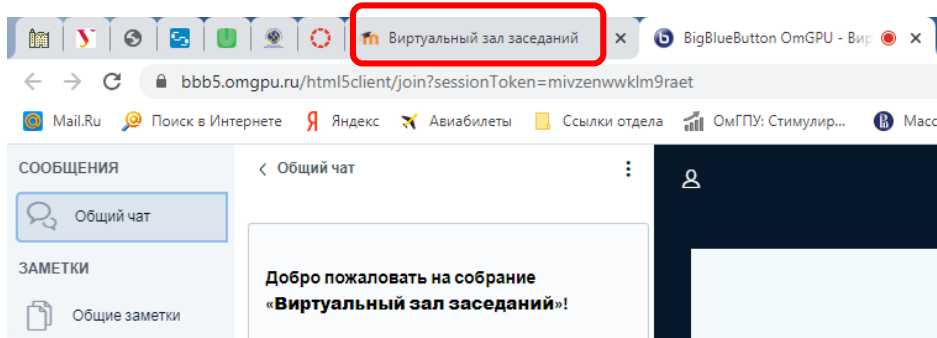 Виртуальный зал заседаний
BigBlueButton OmGPU - Вир
bbb5.omgpu.ru/html5client/join?sessionToken=mivzenwwklm9raet
Mail.Ru Поиск в Интернете Яндекс Авиабилеты Ссылки отдела ОмГПУ: Стимулир... Масс
СООБЩЕНИЯ
Общий чат
ЗАМЕТКИ
Общие заметки
Общий чат
Добро пожаловать на собрание
«Виртуальный зал заседаний»!